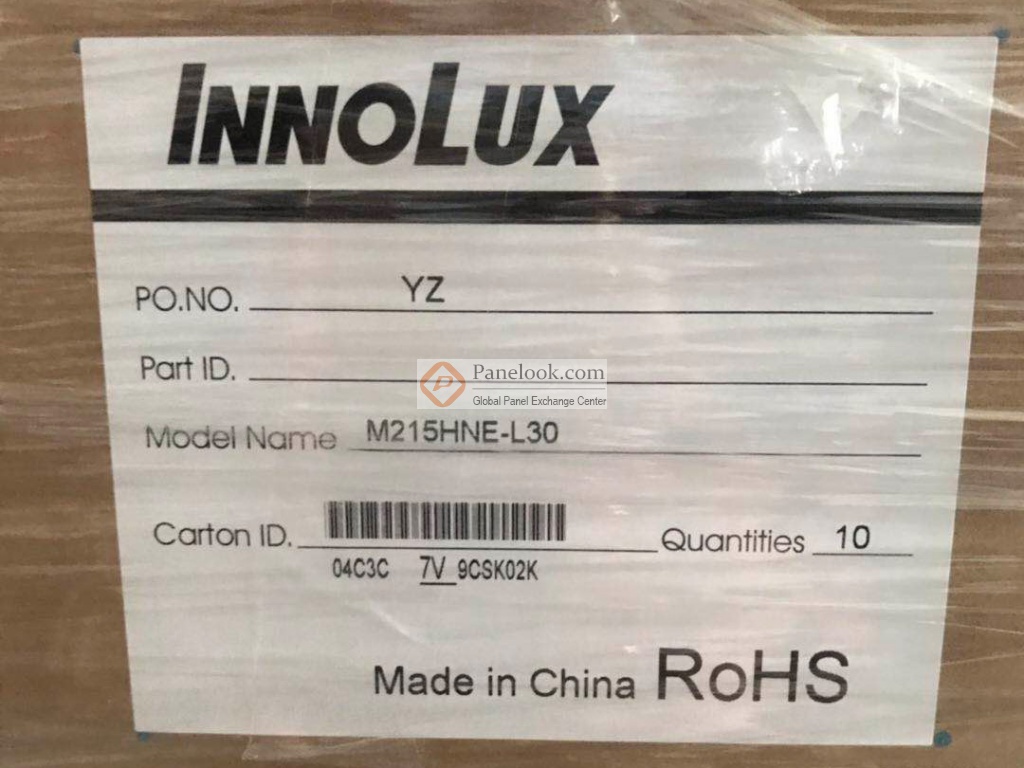 INNOLUX
PO.NO. YZ
Part ID.
Panelook.com
Global Panel Exchange Center
Model Name M215HNE-L30
Carton ID. Quantities 10
04C3C 7V 9CSK02K
Made in China RoHS